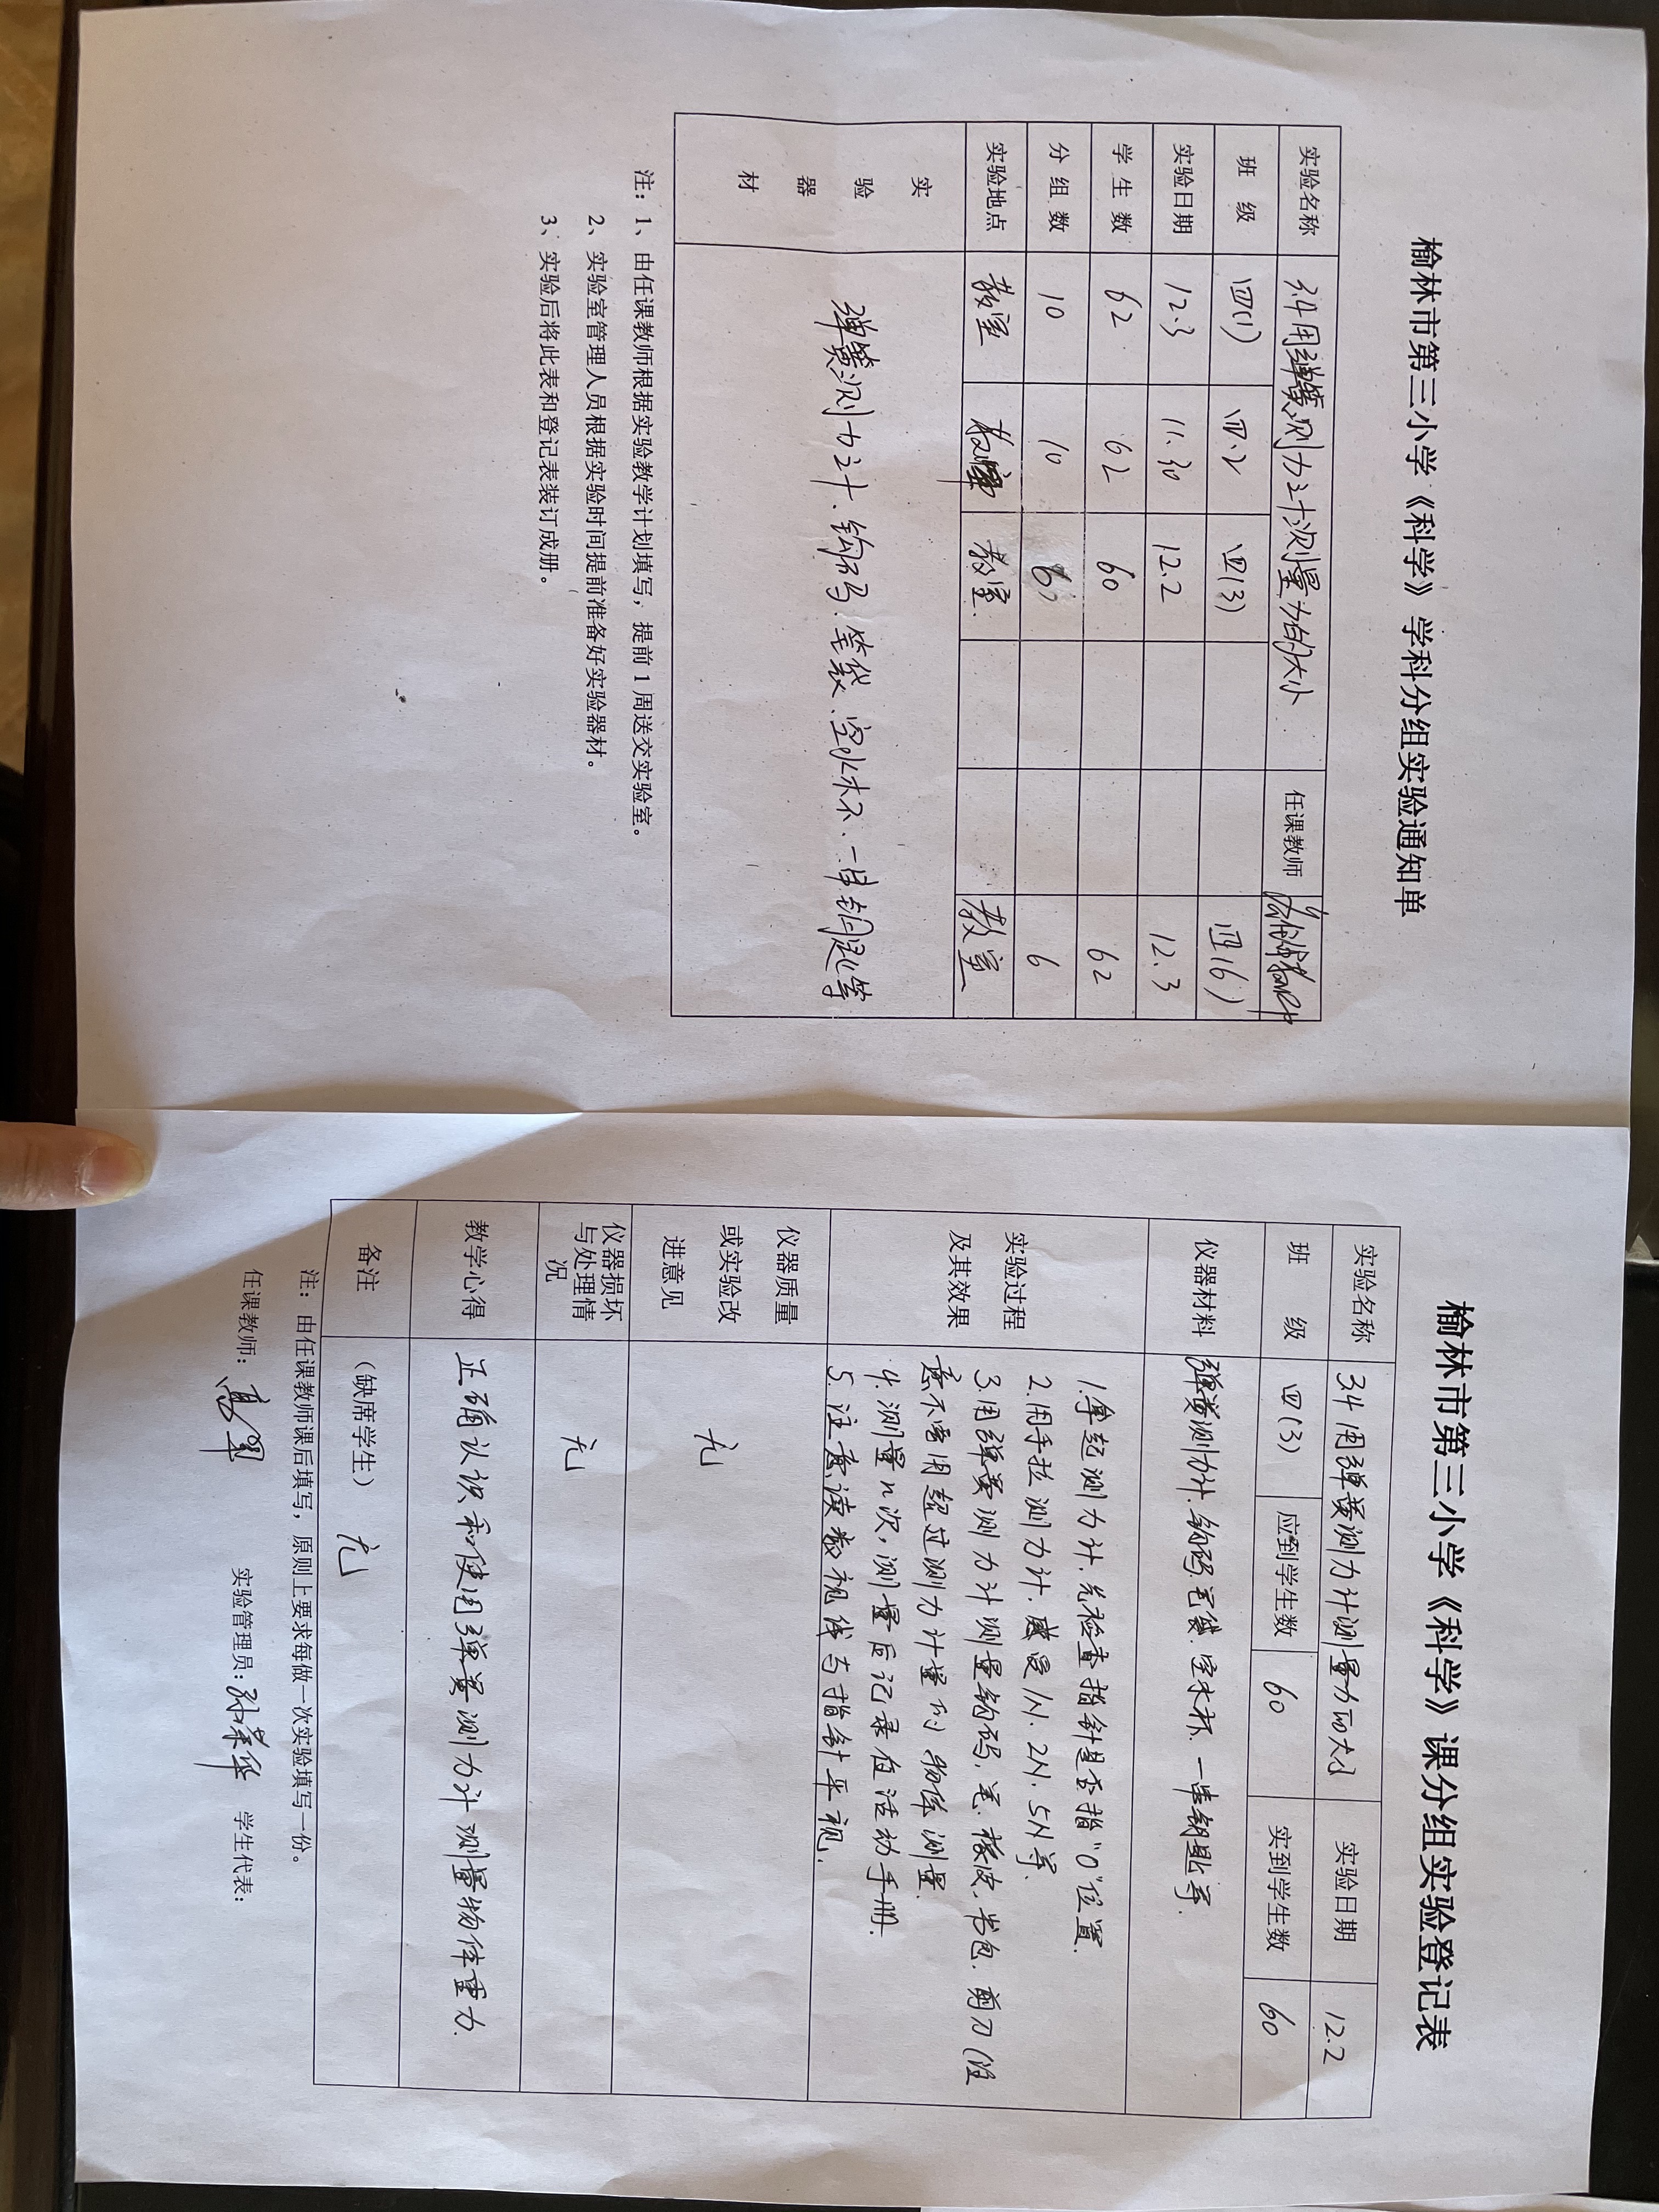 榆林市第三小学《科学》学科分组实验通知单
实验名称 3.4用弹簧测力计测量力的大小 任课教师
班 级 四(1) 四.2 四(3) 四(6)
实验日期 12.3 11.30 12.2 12.3
学生数 62 62 60 62
分组数 10 10 6
实验地点 教室 教室 教室. 教室
实验器材 弹簧测力计、钩码、笔袋、空水杯、一串钥匙等
注：1、由任课教师根据实验教学计划填写，提前 1 周送交实验室。
2、实验室管理人员根据实验时间提前准备好实验器材。
3、实验后将此表和登记表装订成册。
榆林市第三小学《科学》课分组实验登记表
实验名称 3.4用弹簧测力计测量力的大小 实验日期 12.2
班 级 四(3) 应到学生数 60 实到学生数 60
仪器材料 弹簧测力计.钩码.笔袋.空水杯.一串钥匙等.
实验过程及其效果 1.拿起测力计.先检查指针是否指"0"位置.
2.用手拉测力计.感受1N.2N.5N等.
3.用弹簧测力计测量钩码.笔.橡皮.书包.剪刀(注
意不要用超过测力计量的物体测量.
4.测量n次,测量后记录在活动手册.
5.注意读数视线与指针平视.
仪器质量或实验改进意见 无
仪器损坏与处理情况 无
教学心得 正确认识和使用弹簧测力计测量物体重力.
备注 （缺席学生） 无
注：由任课教师课后填写，原则上要求每做一次实验填写一份。
任课教师： 实验管理员：孙荣华 学生代表：